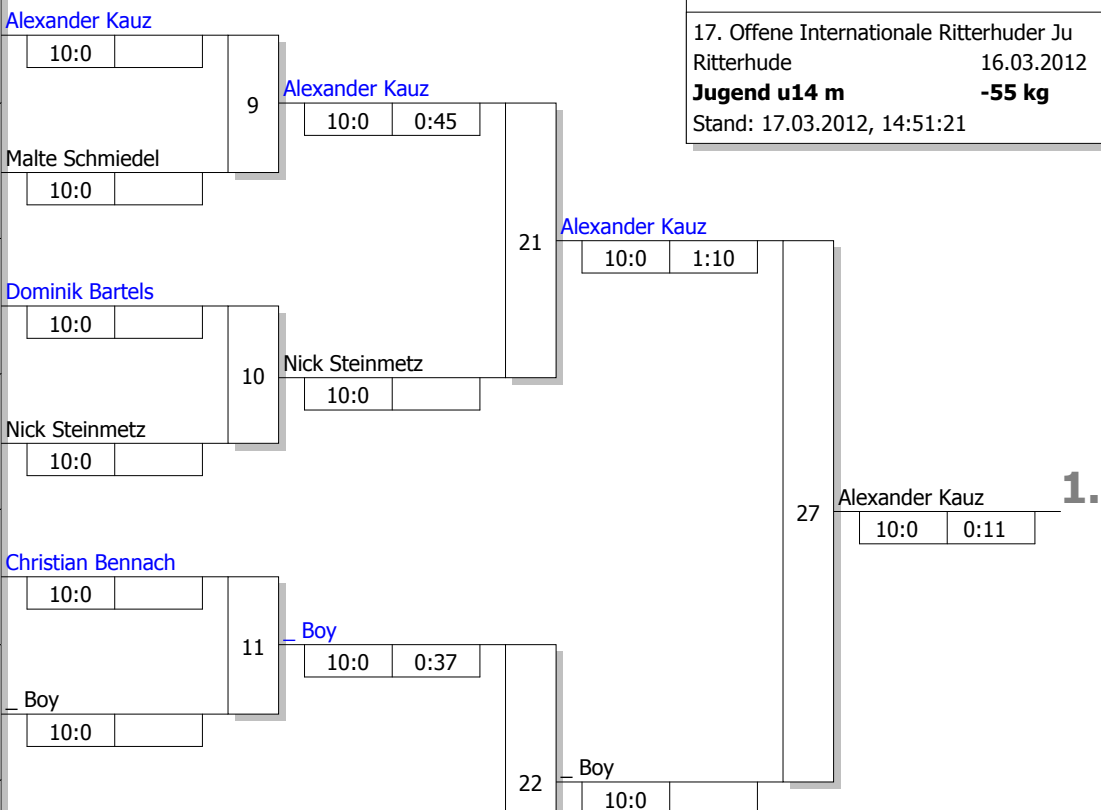 Alexander Kauz
10:0
9
Malte Schmiedel
10:0
Dominik Bartels
10:0
10
Nick Steinmetz
10:0
Christian Bennach
10:0
11
_ Boy
10:0
Alexander Kauz
10:0 0:45
21
Nick Steinmetz
10:0
_ Boy
10:0 0:37
22
Alexander Kauz
10:0 1:10
27
_ Boy
10:0
Alexander Kauz 1.
10:0 0:11
17. Offene Internationale Ritterhuder Ju
Ritterhude 16.03.2012
Jugend u14 m -55 kg
Stand: 17.03.2012, 14:51:21